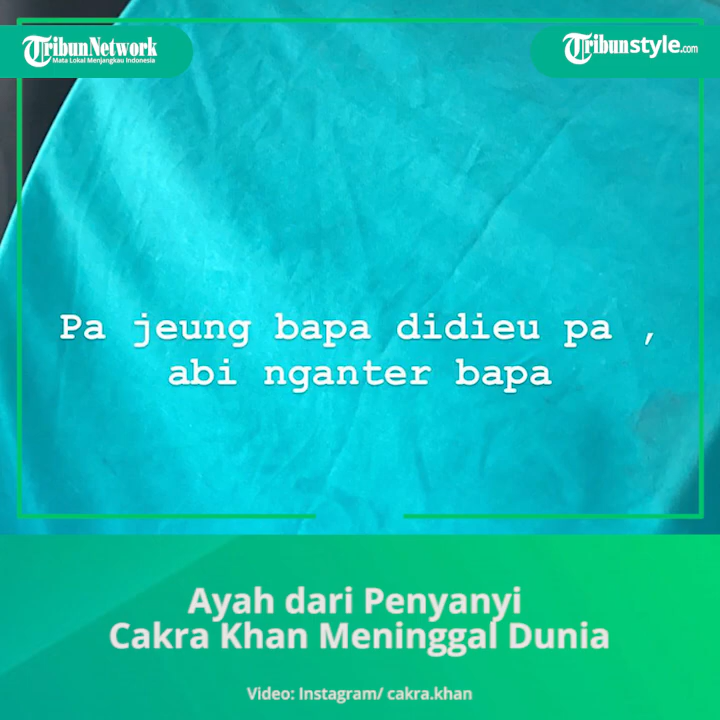 TribunNetwork
Mata Lokal Menjangkau Indonesia
Tribunstyle.com
Pa jeung bapa didieu pa ,
abi nganter bapa
Ayah dari Penyanyi
Cakra Khan Meninggal Dunia
Video: Instagram/ cakra.khan